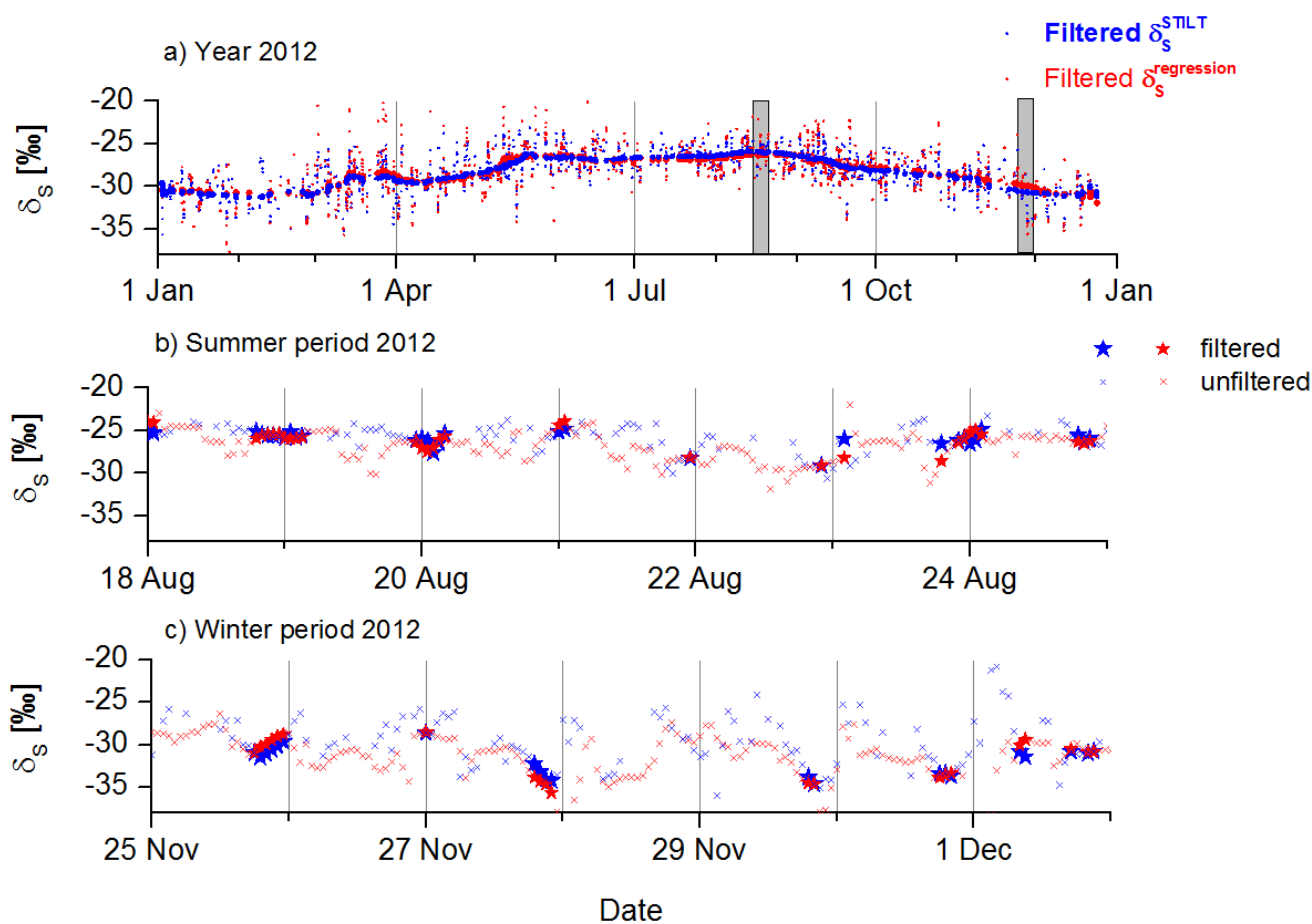 a) Year 2012
Filtered δS STILT
Filtered δS regression
δS [‰]
-20
-25
-30
-35
1 Jan 1 Apr 1 Jul 1 Oct 1 Jan
b) Summer period 2012
filtered
unfiltered
δS [‰]
-20
-25
-30
-35
18 Aug 20 Aug 22 Aug 24 Aug
c) Winter period 2012
δS [‰]
-20
-25
-30
-35
25 Nov 27 Nov 29 Nov 1 Dec
Date